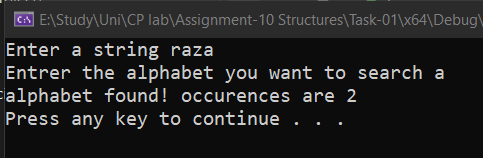 E:\Study\Uni\CP lab\Assignment-10 Structures\Task-01\x64\Debug\
Enter a string raza
Entrer the alphabet you want to search a
alphabet found! occurences are 2
Press any key to continue . . .